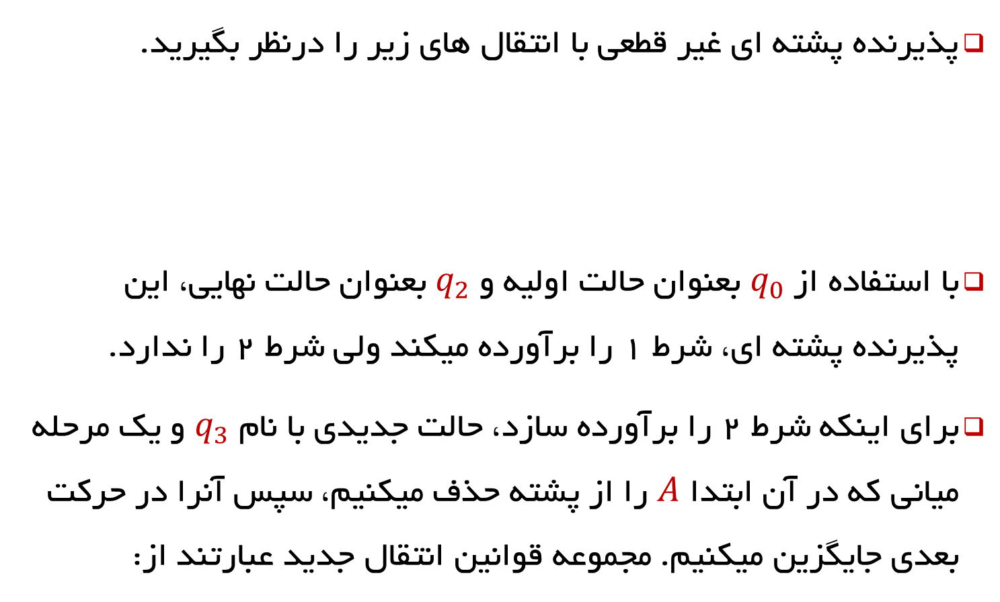 ❑پذیرنده پشته ای غیر قطعی با انتقال های زیر را درنظر بگیرید.
❑با استفاده از q0 بعنوان حالت اولیه و q2 بعنوان حالت نهایی، این
پذیرنده پشته ای، شرط ۱ را برآورده میکند ولی شرط ۲ را ندارد.
❑برای اینکه شرط ۲ را برآورده سازد، حالت جدیدی با نام q3 و یک مرحله
میانی که در آن ابتدا A را از پشته حذف میکنیم، سپس آنرا در حرکت
بعدی جایگزین میکنیم. مجموعه قوانین انتقال جدید عبارتند از: